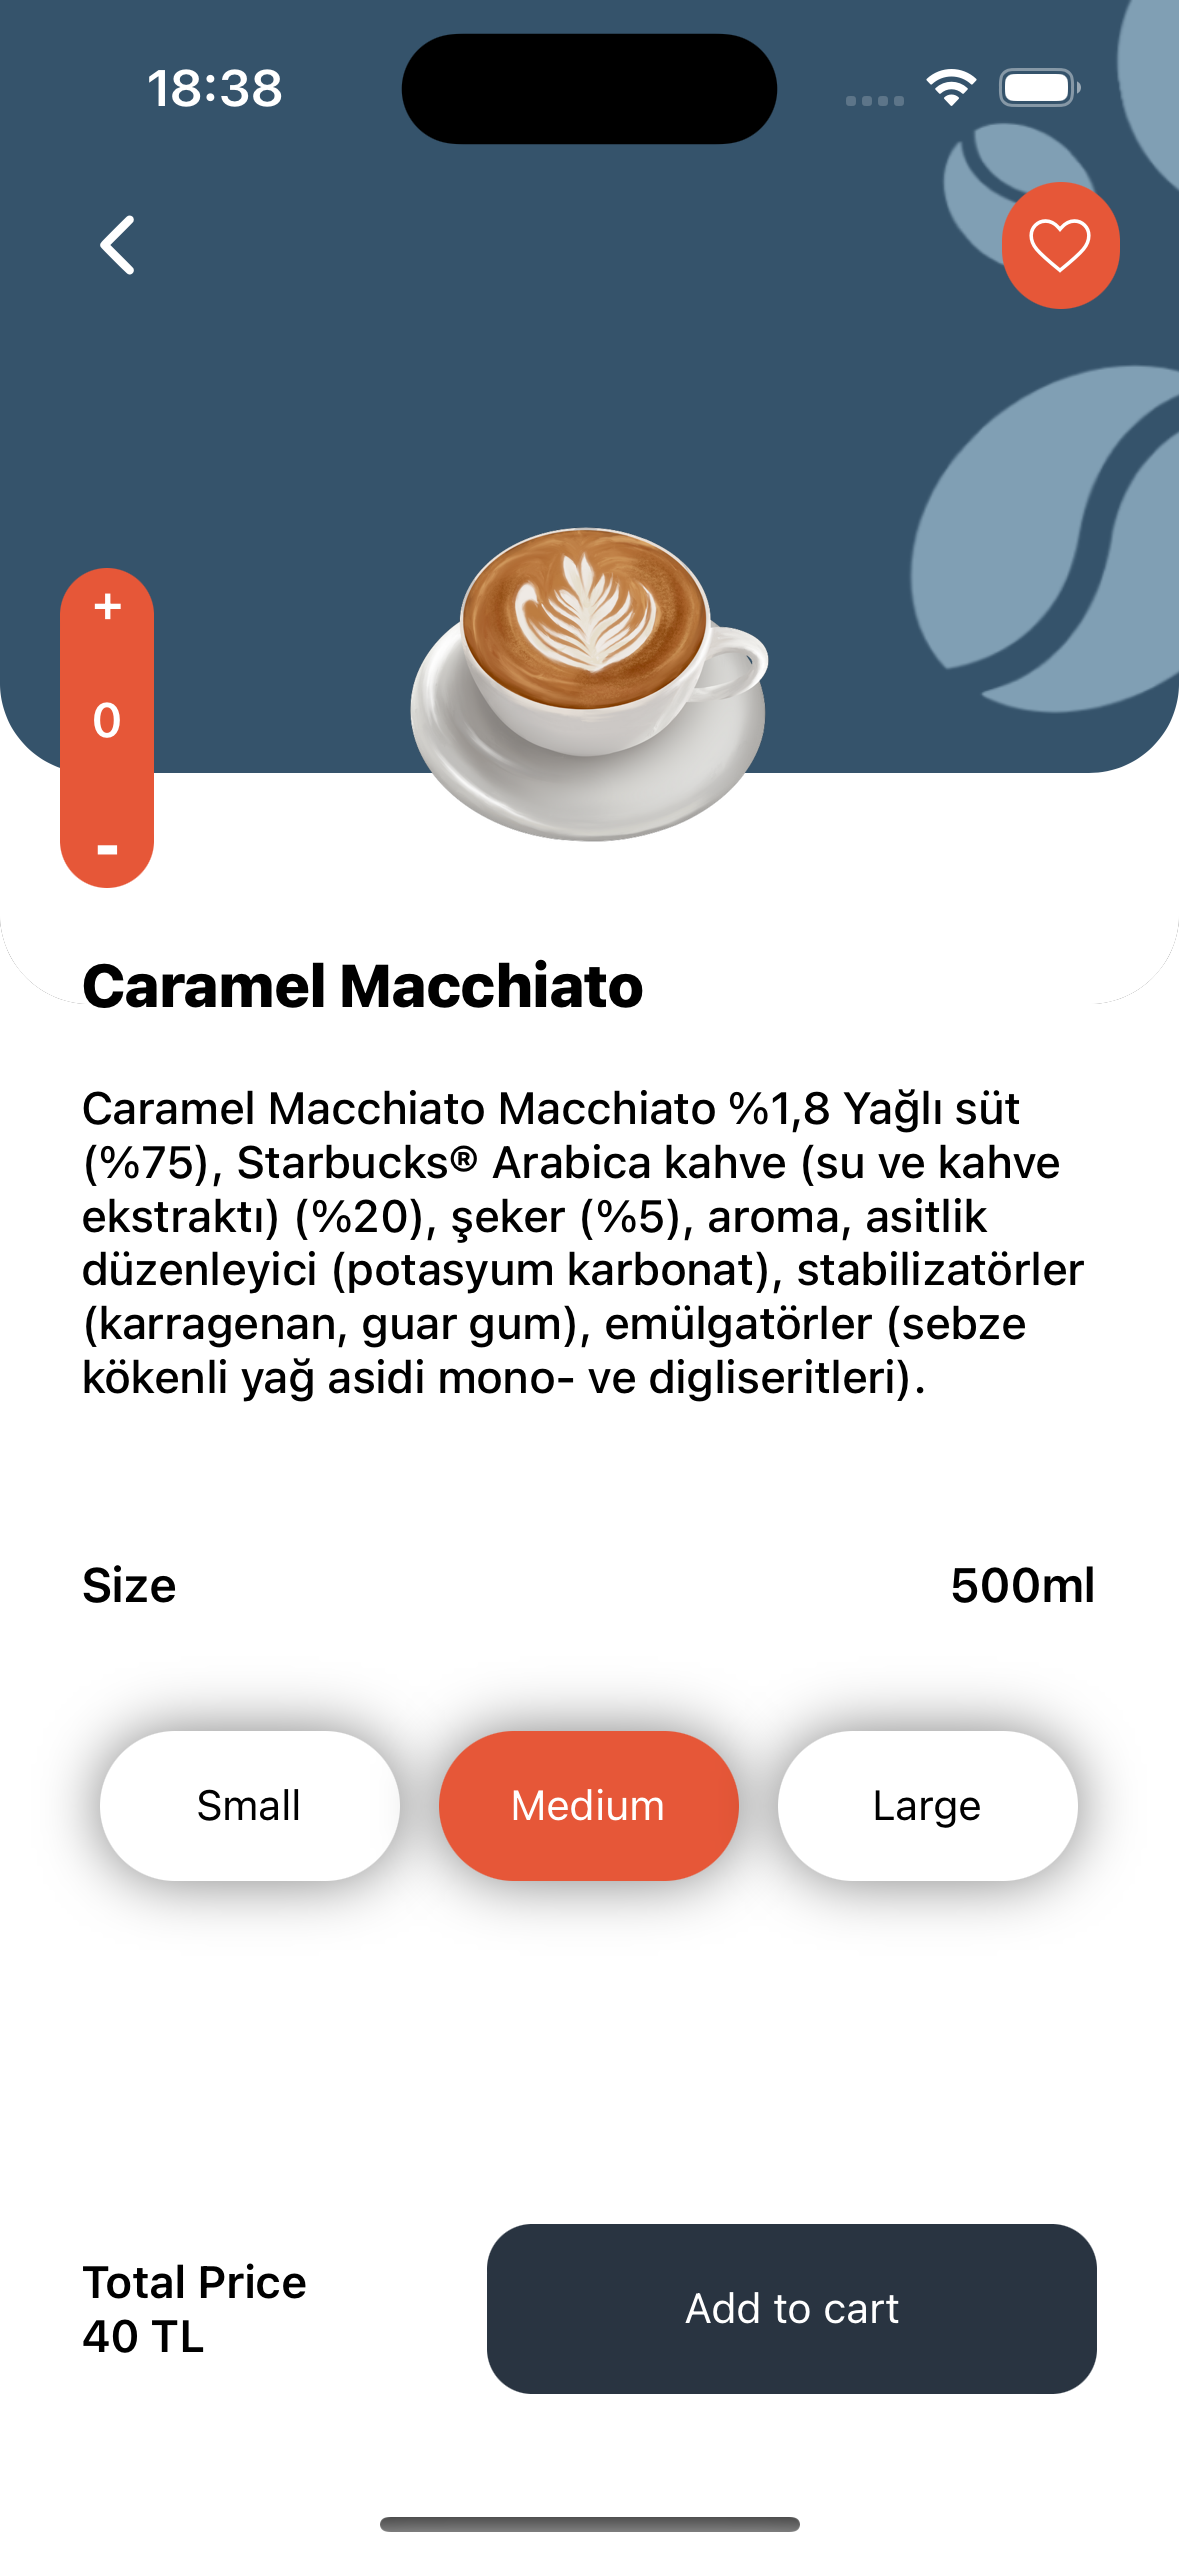 18:38
+
0
-
Caramel Macchiato
Caramel Macchiato Macchiato %1,8 Yağlı süt
(%75), Starbucks® Arabica kahve (su ve kahve
ekstraktı) (%20), şeker (%5), aroma, asitlik
düzenleyici (potasyum karbonat), stabilizatörler
(karragenan, guar gum), emülgatörler (sebze
kökenli yağ asidi mono- ve digliseritleri).
Size 500ml
Small Medium Large
Total Price
40 TL
Add to cart